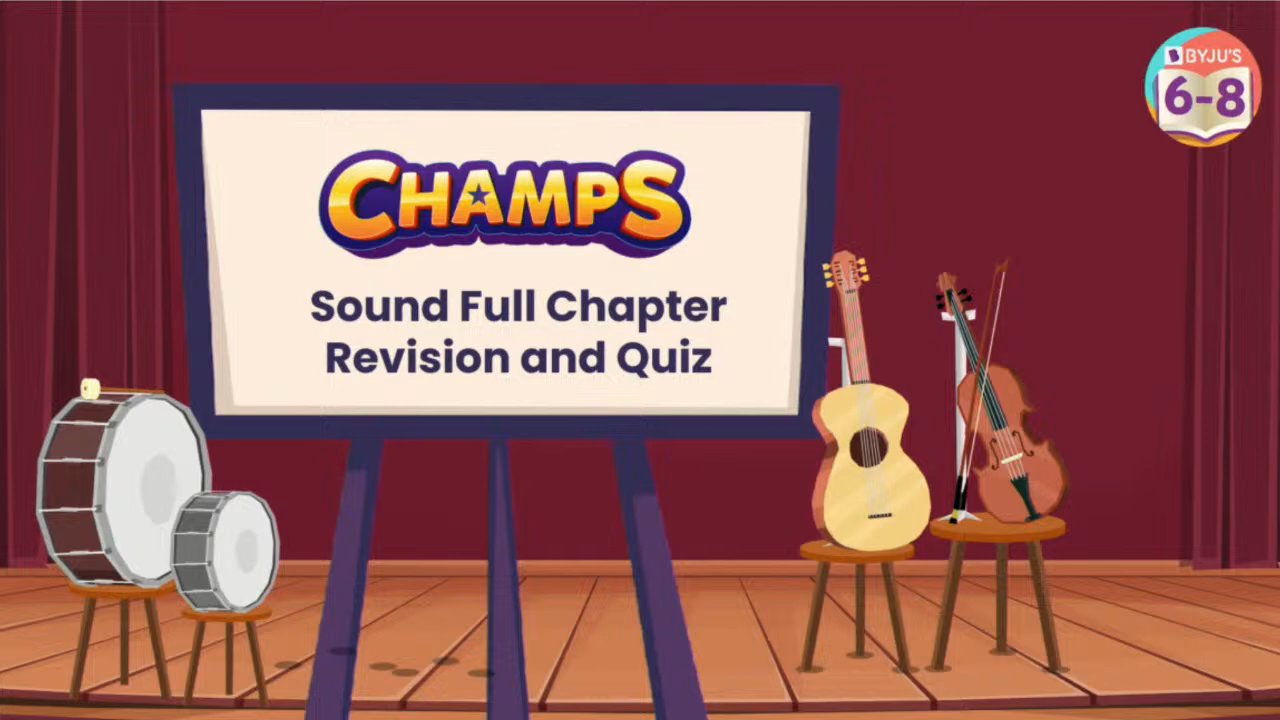 BYJU'S
6-8
CHAMPS
Sound Full Chapter
Revision and Quiz